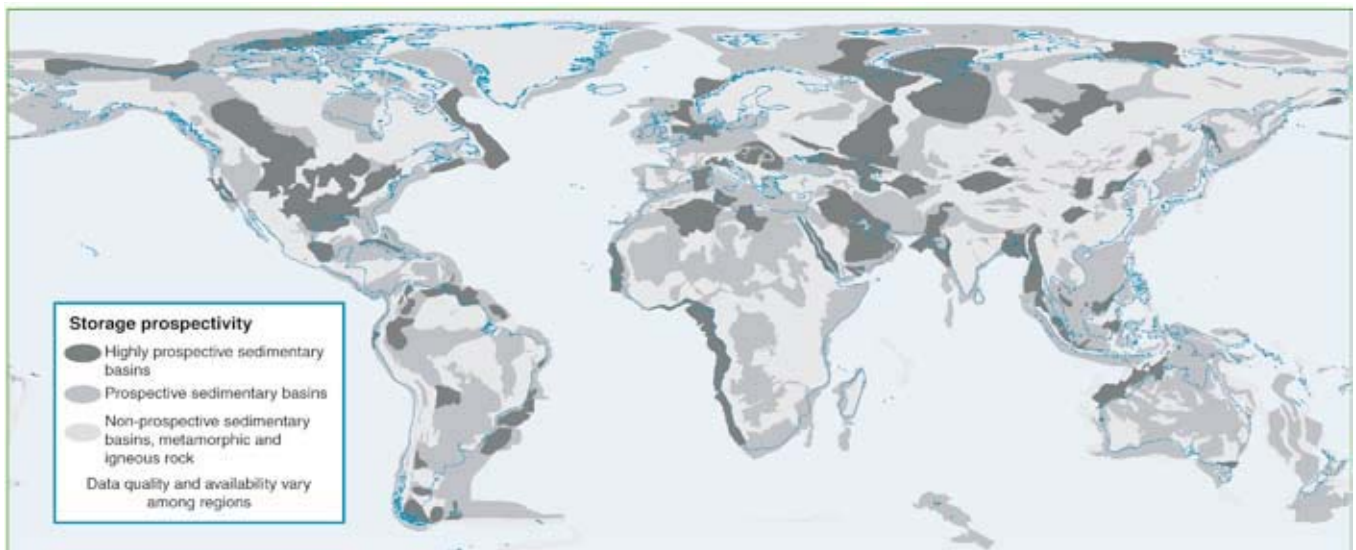 Storage prospectivity
Highly prospective sedimentary
basins
Prospective sedimentary basins
Non-prospective sedimentary
basins, metamorphic and
igneous rock
Data quality and availability vary
among regions